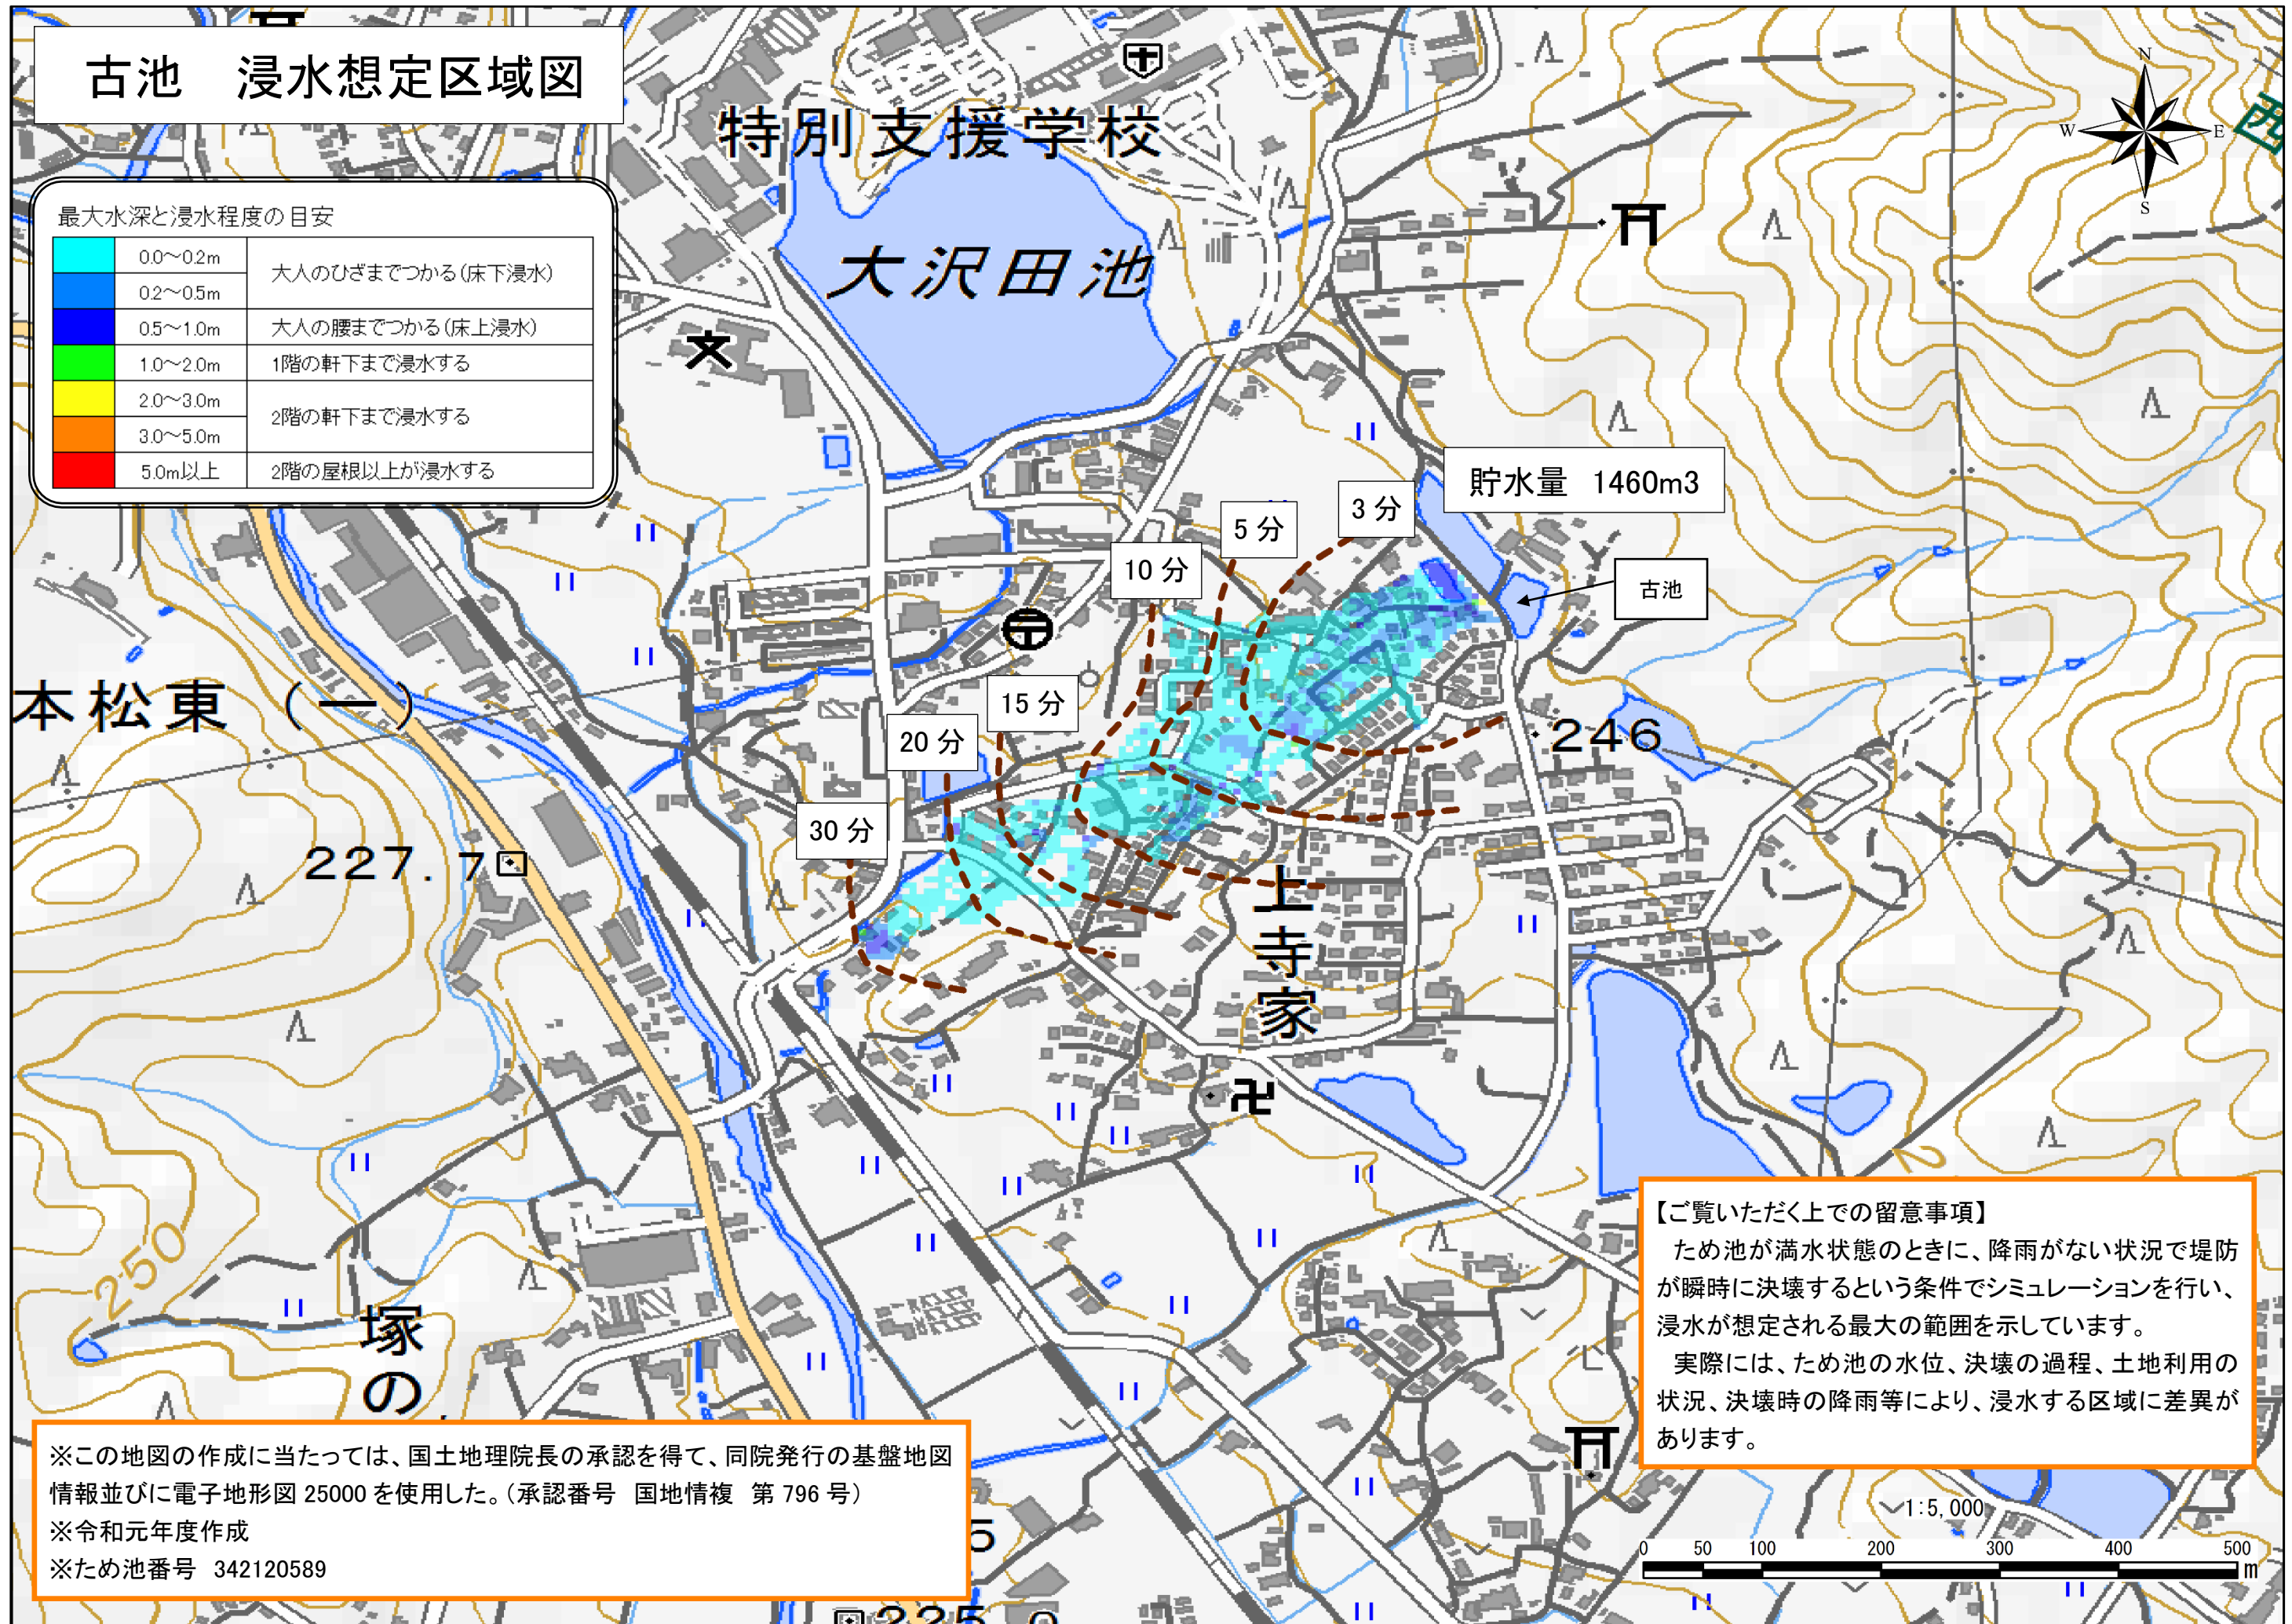 古池　浸水想定区域図
最大水深と浸水程度の目安
0.0～0.2m
大人のひざまでつかる(床下浸水)
0.2～0.5m
0.5～1.0m
大人の腰までつかる(床上浸水)
1.0～2.0m
1階の軒下まで浸水する
2.0～3.0m
2階の軒下まで浸水する
3.0～5.0m
5.0m以上
2階の屋根以上が浸水する
特別支援学校
大沢田池
N
W
E
S
西
貯水量　1460m3
古池
3 分
5 分
10 分
15 分
20 分
30 分
本松東（一）
246
227.7
上寺家
250
塚の
2
【ご覧いただく上での留意事項】
ため池が満水状態のときに、降雨がない状況で堤防
が瞬時に決壊するという条件でシミュレーションを行い、
浸水が想定される最大の範囲を示しています。
実際には、ため池の水位、決壊の過程、土地利用の
状況、決壊時の降雨等により、浸水する区域に差異が
あります。
※この地図の作成に当たっては、国土地理院長の承認を得て、同院発行の基盤地図
情報並びに電子地形図 25000 を使用した。（承認番号　国地情複　第 796 号）
※令和元年度作成
※ため池番号　342120589
5
1:5,000
0 50 100 200 300 400 500
m